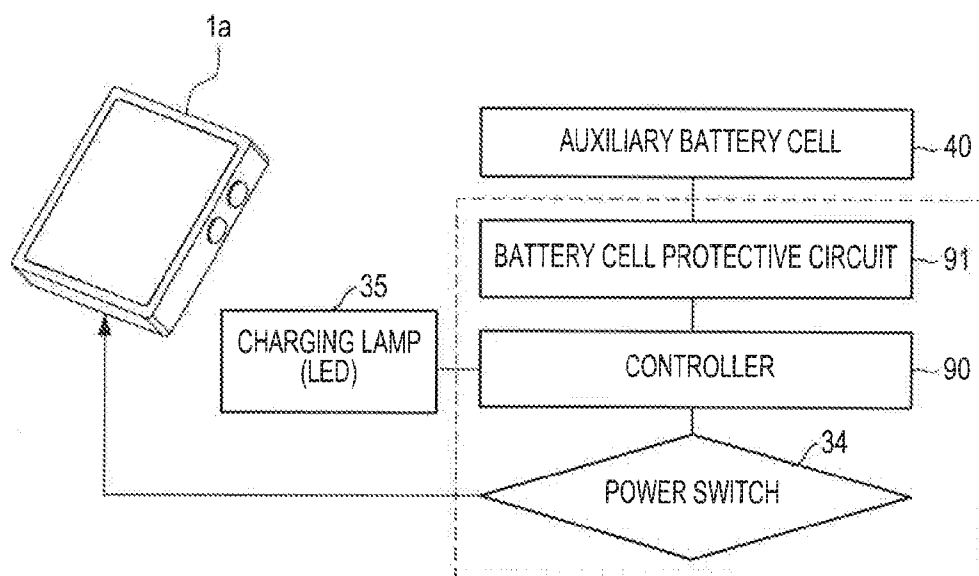 1a
AUXILIARY BATTERY CELL
40
BATTERY CELL PROTECTIVE CIRCUIT
91
35
CHARGING LAMP
(LED)
CONTROLLER
90
34
POWER SWITCH